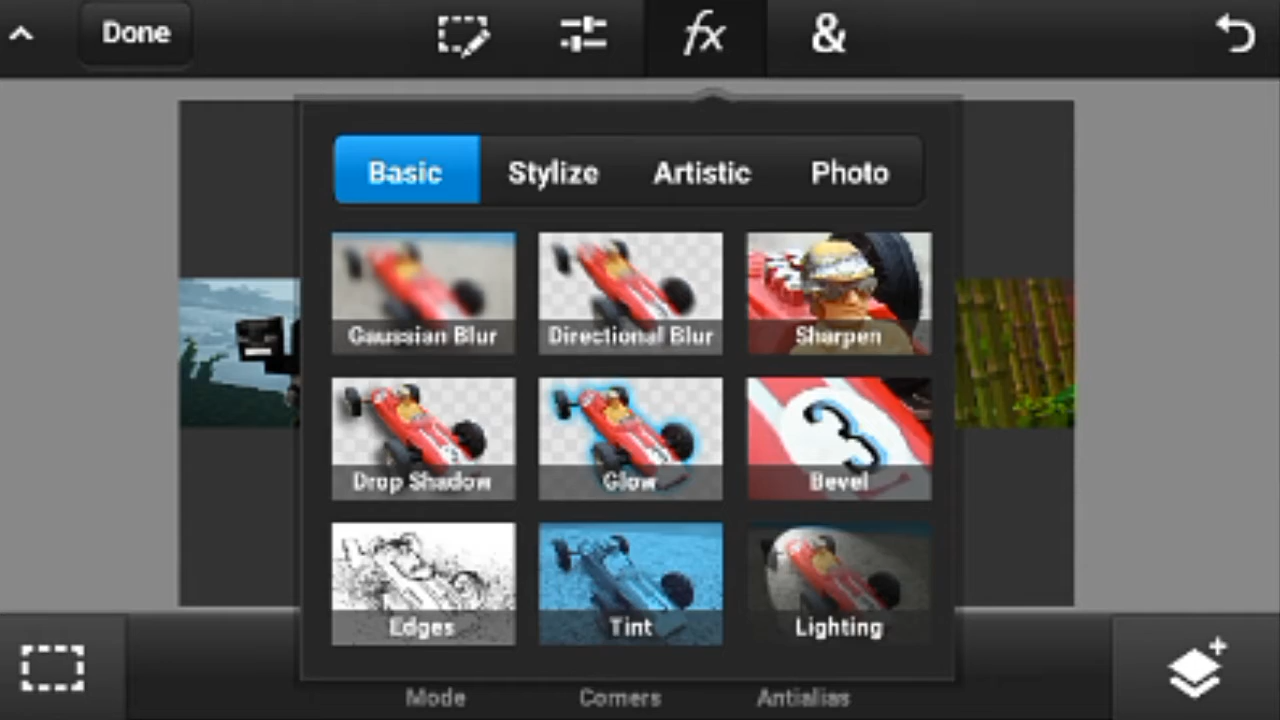 Done fx &
Basic Stylize Artistic Photo
Gaussian Blur Directional Blur Sharpen
3
Drop Shadow Glow Bevel
Edges Tint Lighting
Mode Corners Antialias